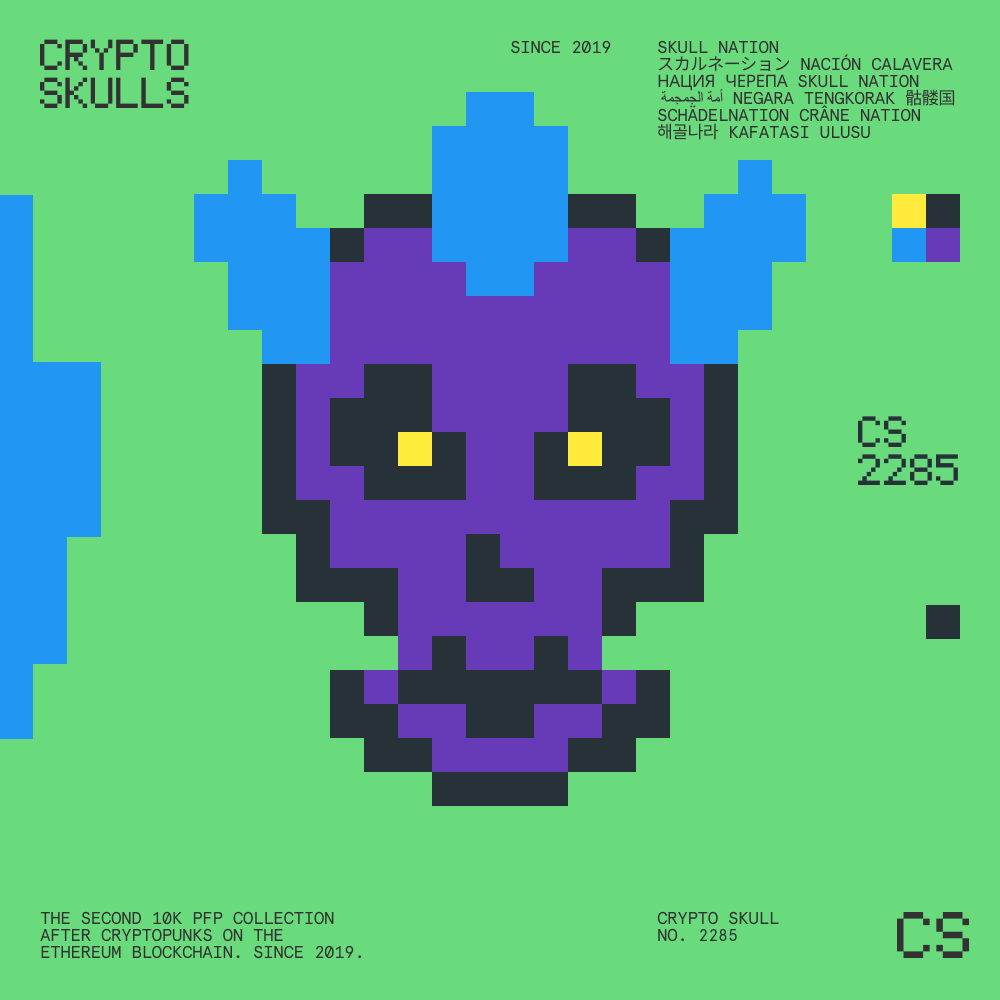 CRYPTO
SKULLS
SINCE 2019
SKULL NATION
スカルネーション NACIÓN CALAVERA
НАЦИЯ ЧЕРЕПА SKULL NATION
أمة الجمجمة NEGARA TENGKORAK 骷髅国
SCHÄDELNATION CRÂNE NATION
해골나라 KAFATASI ULUSU
CS
2285
THE SECOND 10K PFP COLLECTION
AFTER CRYPTOPUNKS ON THE
ETHEREUM BLOCKCHAIN. SINCE 2019.
CRYPTO SKULL
NO. 2285
CS